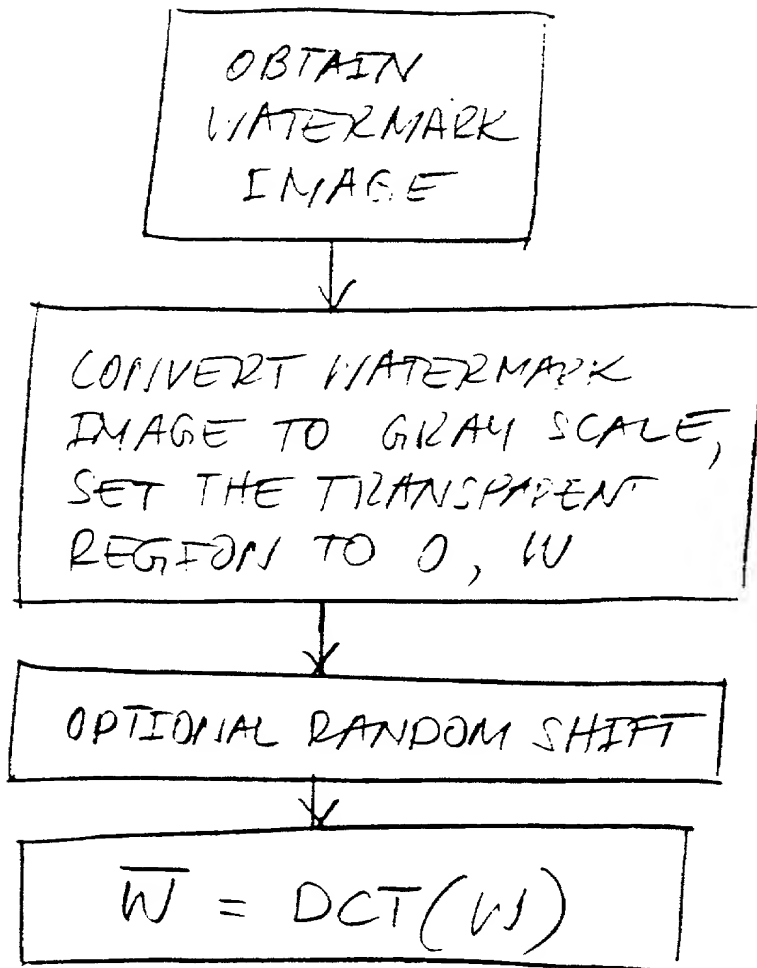 OBTAIN
WATERMARK
IMAGE
CONVERT WATERMARK
IMAGE TO GRAY SCALE,
SET THE TRANSPARENT
REGION TO 0, W
OPTIONAL RANDOM SHIFT
W̅ = DCT(W)